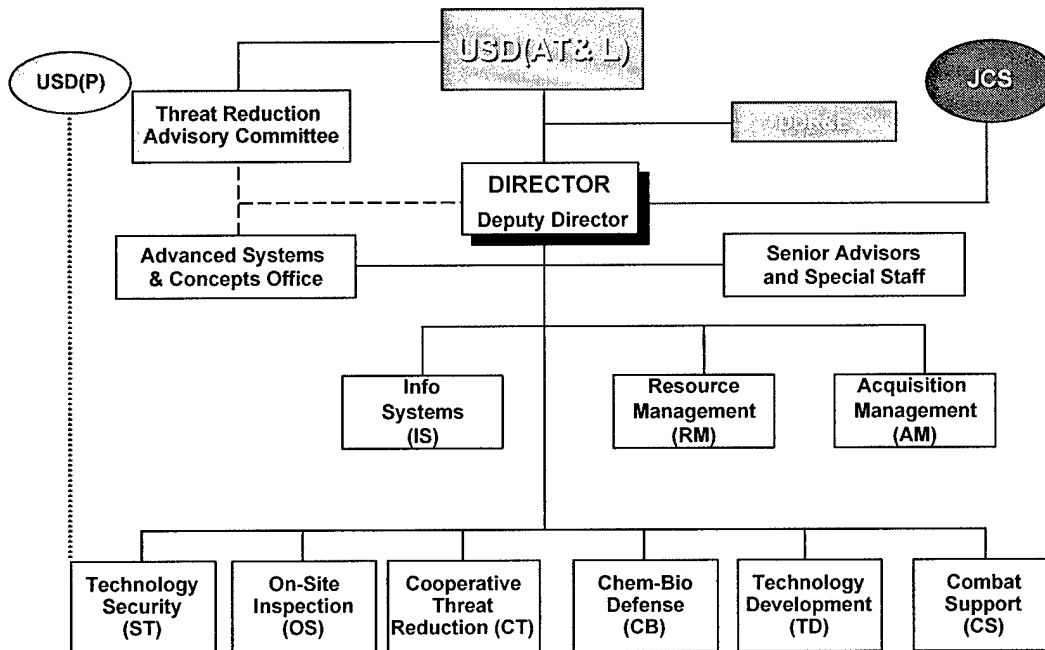 USD(AT& L)
USD(P)
JCS
Threat Reduction
Advisory Committee
DDR&E
DIRECTOR
Deputy Director
Advanced Systems
& Concepts Office
Senior Advisors
and Special Staff
Info
Systems
(IS)
Resource
Management
(RM)
Acquisition
Management
(AM)
Technology
Security
(ST)
On-Site
Inspection
(OS)
Cooperative
Threat
Reduction (CT)
Chem-Bio
Defense
(CB)
Technology
Development
(TD)
Combat
Support
(CS)